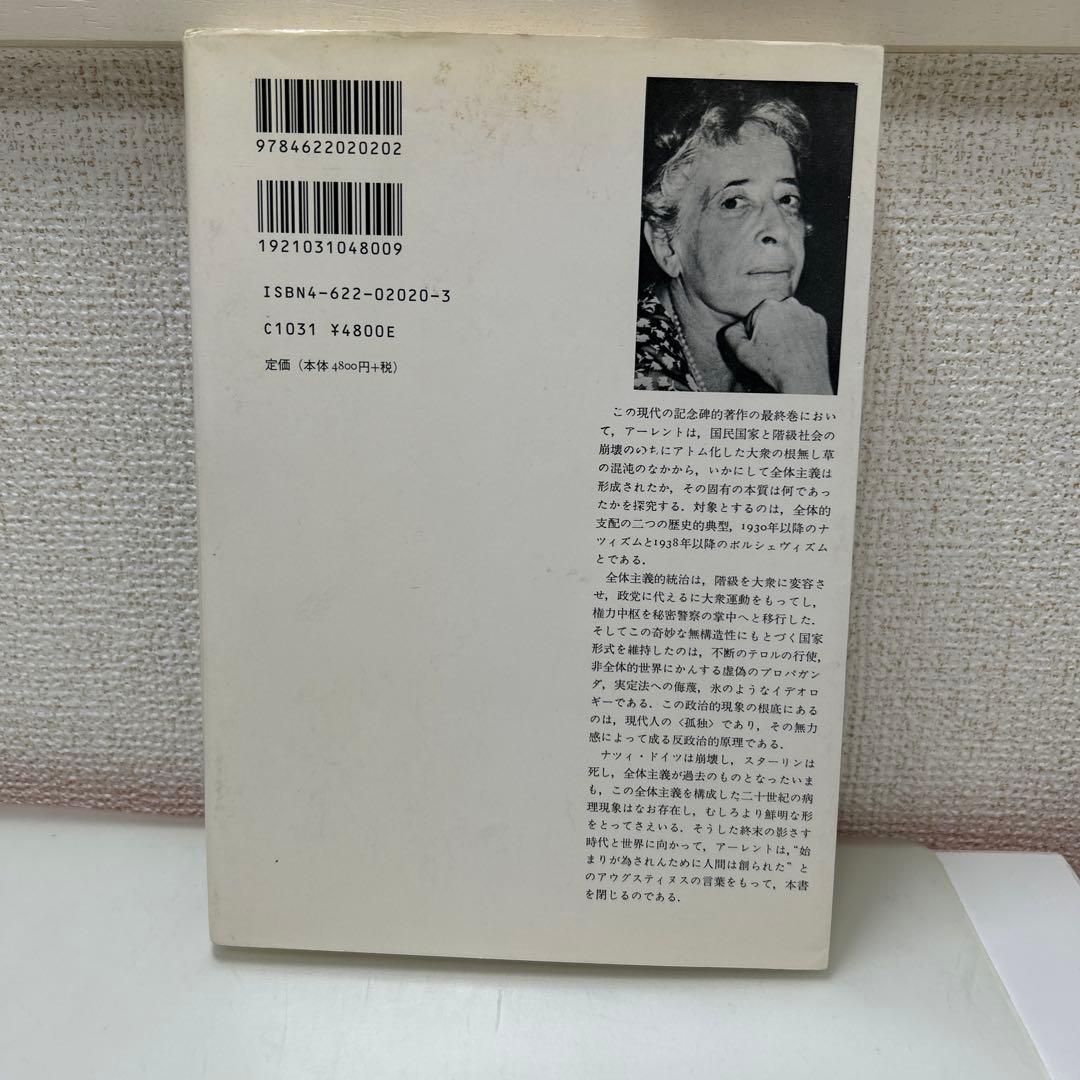 9784622020202
1921031048009
ISBN4-622-02020-3
C1031 ¥4800E
定価（本体4800円+税）
この現代の記念碑的著作の最終巻におい
て，アーレントは，国民国家と階級社会の
崩壊ののちにアトム化した大衆の根無し草
の混沌のなかから，いかにして全体主義は
形成されたか，その固有の本質は何であっ
たかを探究する．対象とするのは，全体的
支配の二つの歴史的典型，1930年以降のナ
ツィズムと1938年以降のボルシェヴィズム
とである．
全体主義的統治は，階級を大衆に変容さ
せ，政党に代えるに大衆運動をもってし，
権力中枢を秘密警察の掌中へと移行した．
そしてこの奇妙な無構造性にもとづく国家
形式を維持したのは，不断のテロルの行使，
非全体的世界にかんする虚偽のプロパガン
ダ，実定法への侮蔑，氷のようなイデオロ
ギーである．この政治的現象の根底にある
のは，現代人の〈孤独〉であり，その無力
感によって成る反政治的原理である．
ナツィ・ドイツは崩壊し，スターリンは
死し，全体主義が過去のものとなったいま
も，この全体主義を構成した二十世紀の病
理現象はなお存在し，むしろより鮮明な形
をとってさえいる．そうした終末の影さす
時代と世界に向かって，アーレントは，“始
まりが為されんために人間は創られた”と
のアウグスティヌスの言葉をもって，本書
を閉じるのである．